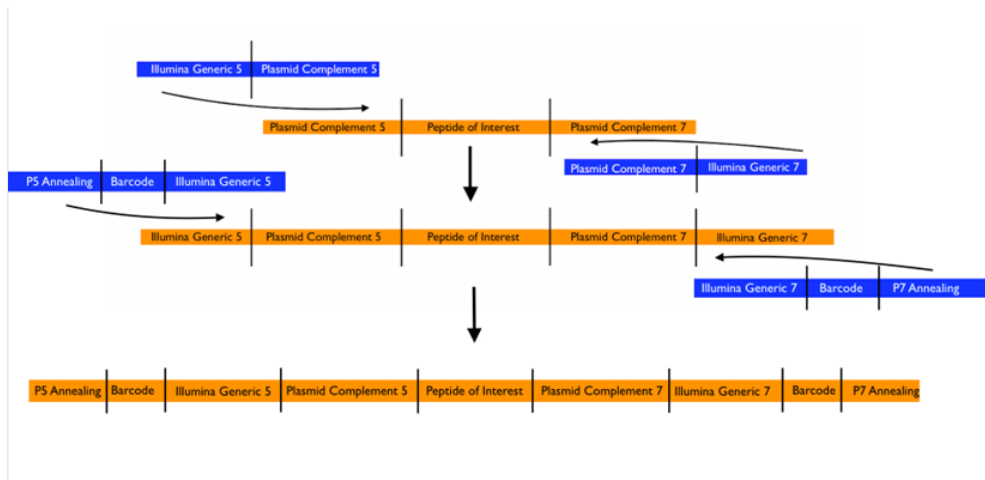 Illumina Generic 5 Plasmid Complement 5
Plasmid Complement 5 Peptide of Interest Plasmid Complement 7
Plasmid Complement 7 Illumina Generic 7
P5 Annealing Barcode Illumina Generic 5
Illumina Generic 5 Plasmid Complement 5 Peptide of Interest Plasmid Complement 7 Illumina Generic 7
Illumina Generic 7 Barcode P7 Annealing
P5 Annealing Barcode Illumina Generic 5 Plasmid Complement 5 Peptide of Interest Plasmid Complement 7 Illumina Generic 7 Barcode P7 Annealing